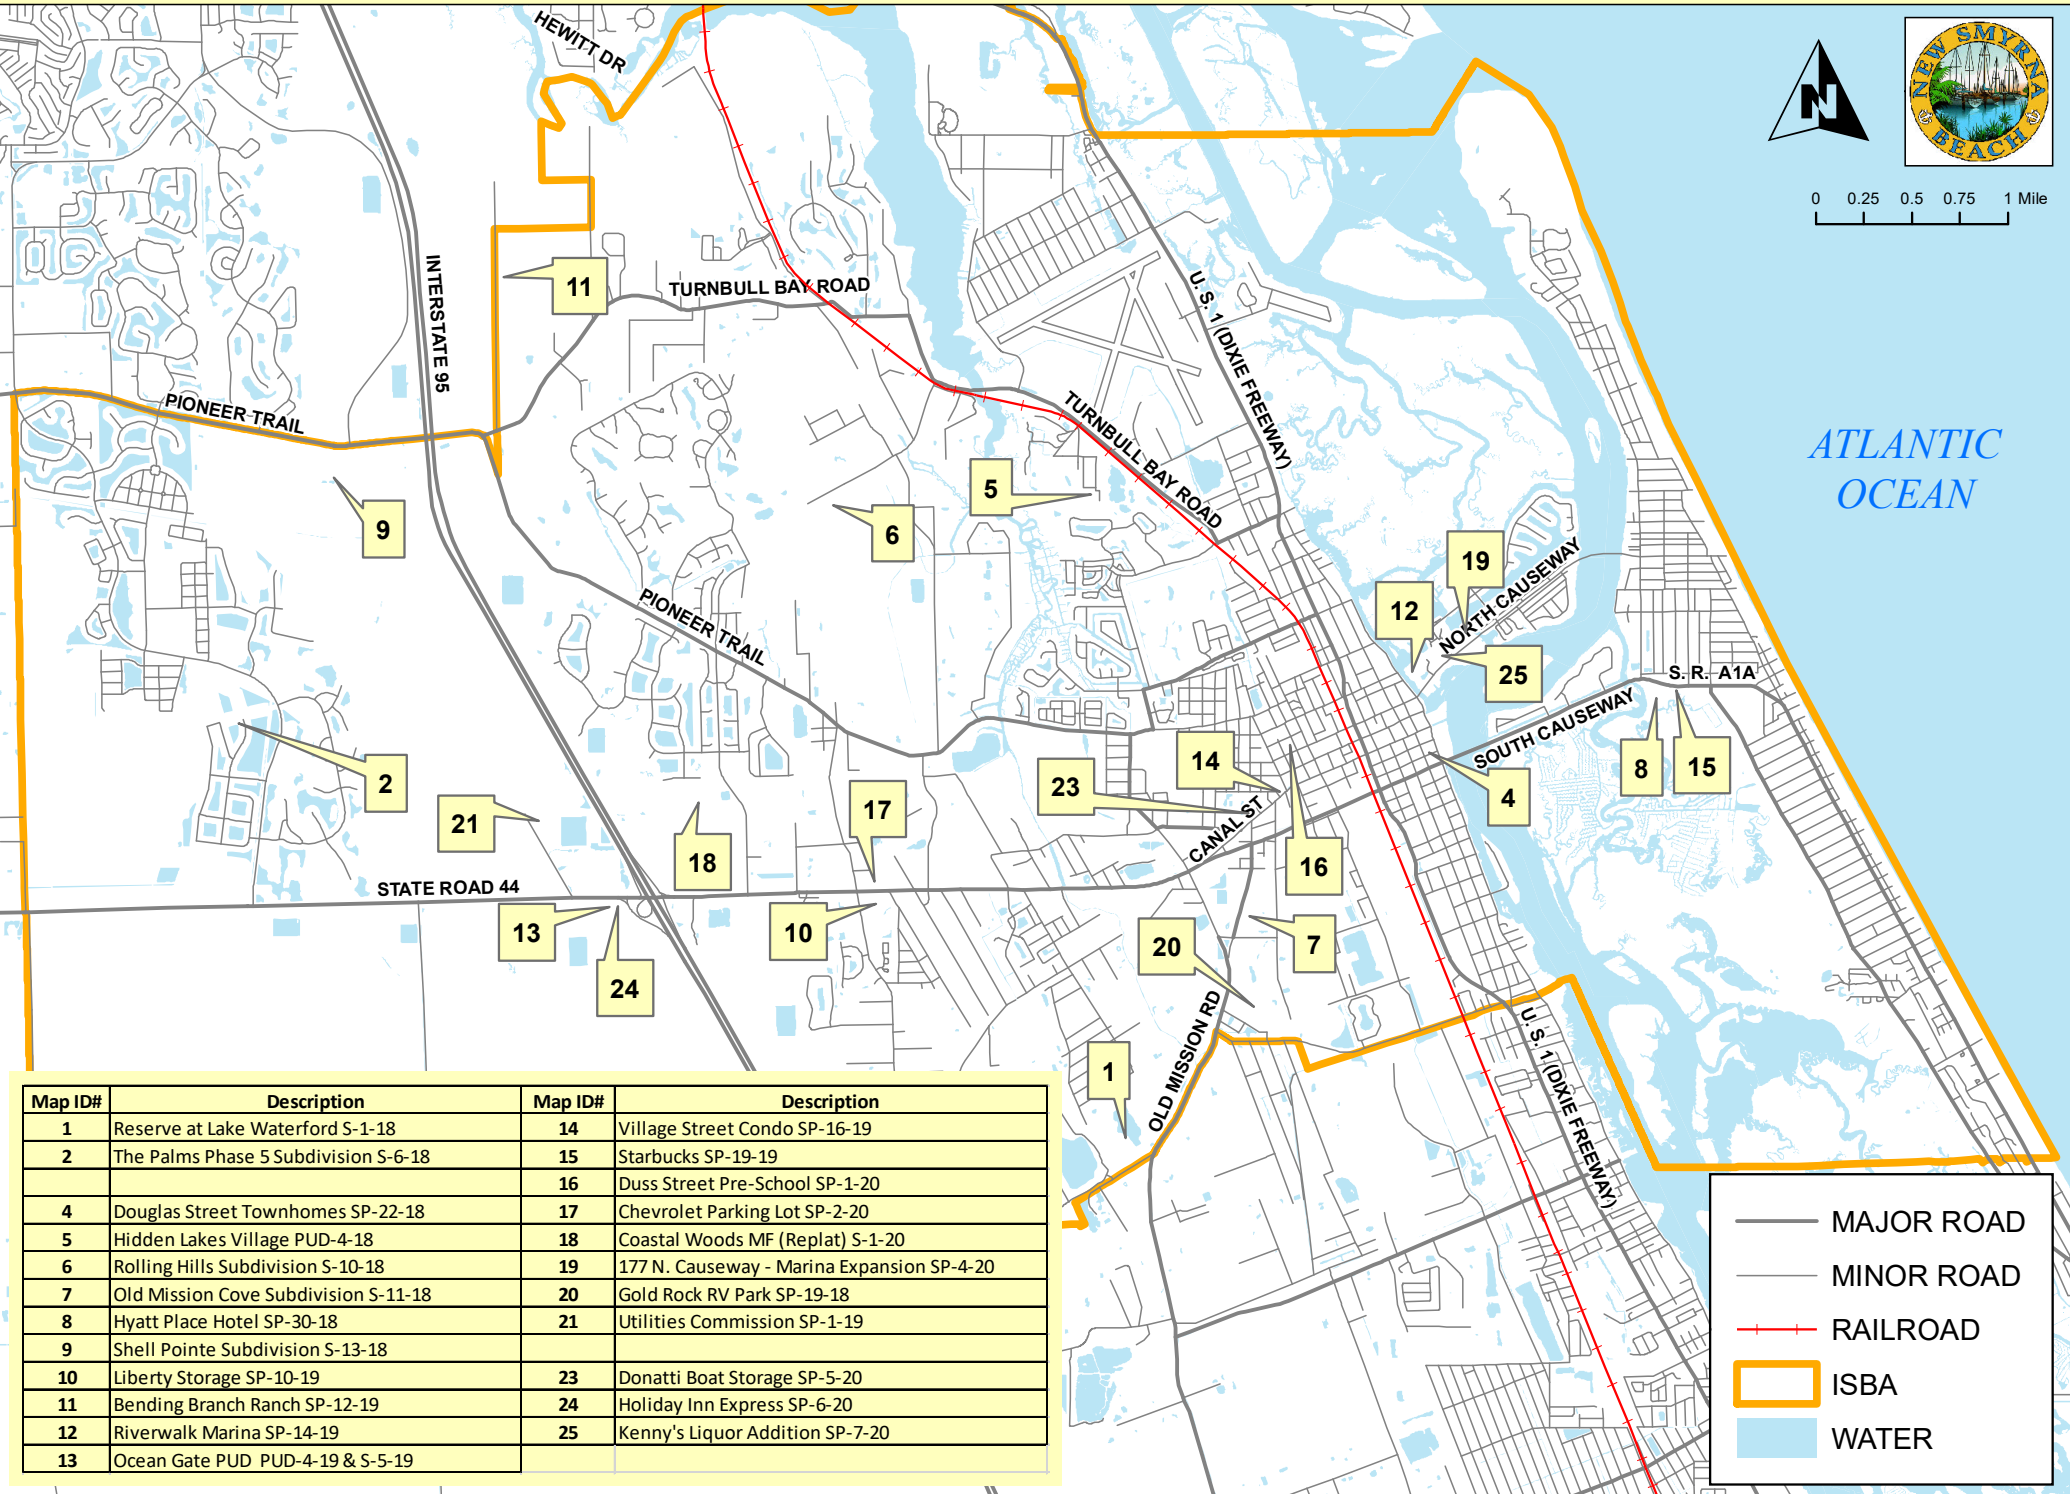 HEWITT DR
N
NEW SMYRNA BEACH
0 0.25 0.5 0.75 1 Mile
INTERSTATE 95
11
TURNBULL BAY ROAD
U. S. 1 (DIXIE FREEWAY)
PIONEER TRAIL
TURNBULL BAY ROAD
ATLANTIC
OCEAN
9
6
5
19
12
NORTH CAUSEWAY
PIONEER TRAIL
25
S. R. A1A
SOUTH CAUSEWAY
2
21
18
17
23
14
CANAL ST
16
4
8
15
STATE ROAD 44
13
24
10
20
7
OLD MISSION RD
1
U. S. 1 (DIXIE FREEWAY)
Map ID# Description Map ID# Description
1 Reserve at Lake Waterford S-1-18 14 Village Street Condo SP-16-19
2 The Palms Phase 5 Subdivision S-6-18 15 Starbucks SP-19-19
16 Duss Street Pre-School SP-1-20
4 Douglas Street Townhomes SP-22-18 17 Chevrolet Parking Lot SP-2-20
5 Hidden Lakes Village PUD-4-18 18 Coastal Woods MF (Replat) S-1-20
6 Rolling Hills Subdivision S-10-18 19 177 N. Causeway - Marina Expansion SP-4-20
7 Old Mission Cove Subdivision S-11-18 20 Gold Rock RV Park SP-19-18
8 Hyatt Place Hotel SP-30-18 21 Utilities Commission SP-1-19
9 Shell Pointe Subdivision S-13-18
10 Liberty Storage SP-10-19 23 Donatti Boat Storage SP-5-20
11 Bending Branch Ranch SP-12-19 24 Holiday Inn Express SP-6-20
12 Riverwalk Marina SP-14-19 25 Kenny's Liquor Addition SP-7-20
13 Ocean Gate PUD PUD-4-19 & S-5-19
MAJOR ROAD
MINOR ROAD
RAILROAD
ISBA
WATER